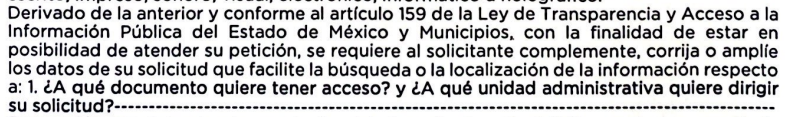 Derivado de la anterior y conforme al artículo 159 de la Ley de Transparencia y Acceso a la
Información Pública del Estado de México y Municipios, con la finalidad de estar en
posibilidad de atender su petición, se requiere al solicitante complemente, corrija o amplíe
los datos de su solicitud que facilite la búsqueda o la localización de la información respecto
a: 1. ¿A qué documento quiere tener acceso? y ¿A qué unidad administrativa quiere dirigir
su solicitud?----------------------------------------------------------------------------------------------------